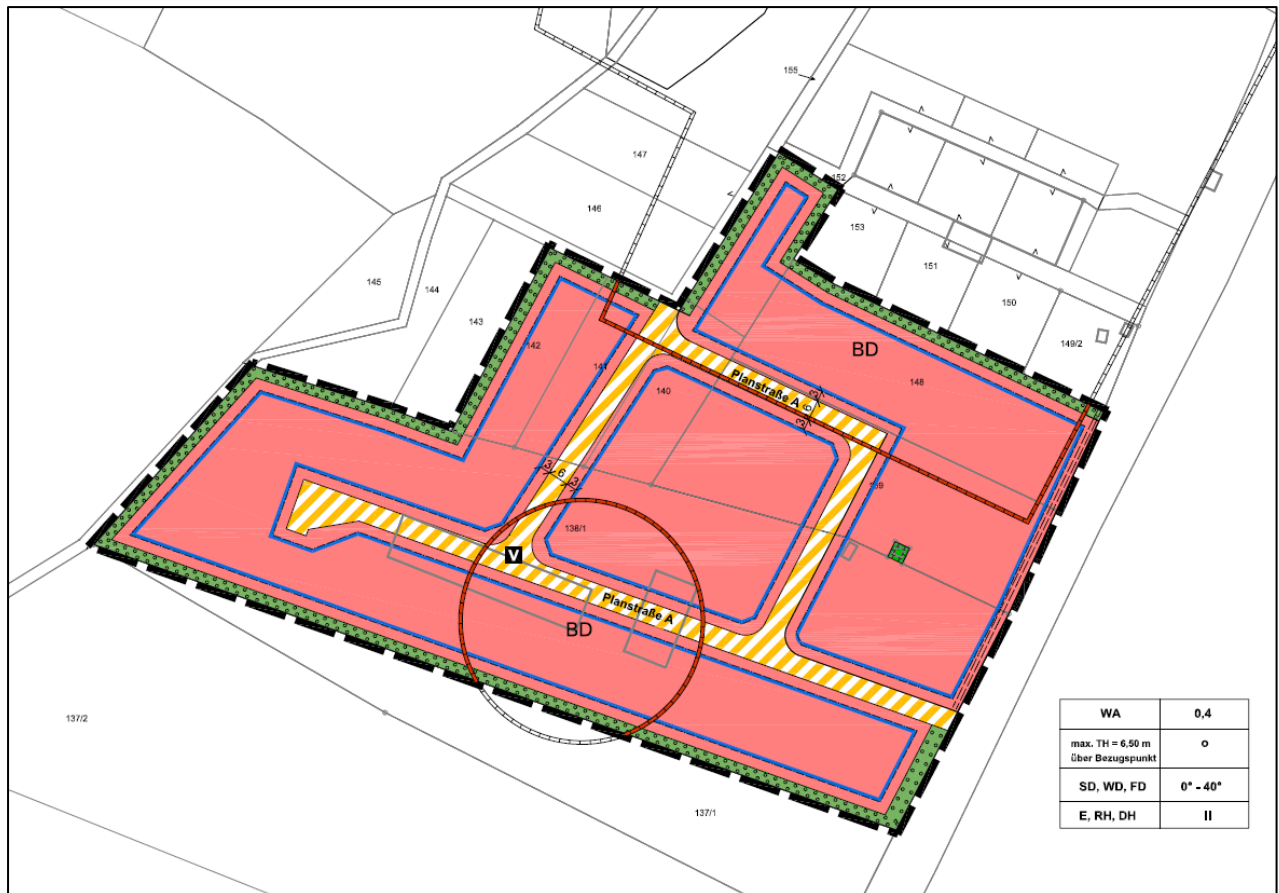 155
147
146
152
153
145
144
151
143
150
142
149/2
141
BD
148
Planstraße A
140
3
6
3
3
6
3
139
138/1
V
Planstraße A
BD
137/2
137/1
WA 0,4
max. TH = 6,50 m
über Bezugspunkt
o
SD, WD, FD 0° - 40°
E, RH, DH II